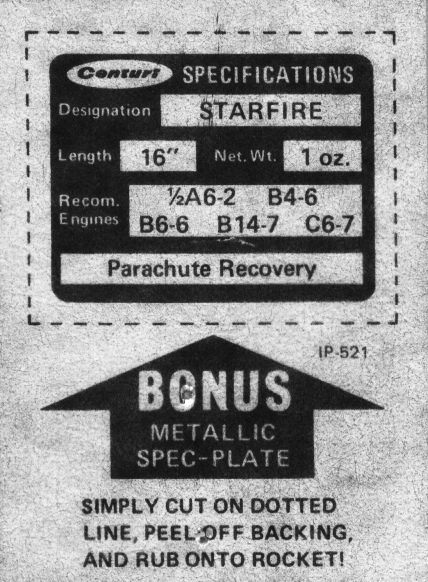 Centuri SPECIFICATIONS
Designation STARFIRE
Length 16" Net. Wt. 1 oz.
Recom. Engines ½A6-2 B4-6
B6-6 B14-7 C6-7
Parachute Recovery
IP-521
BONUS
METALLIC
SPEC-PLATE
SIMPLY CUT ON DOTTED
LINE, PEEL OFF BACKING,
AND RUB ONTO ROCKET!